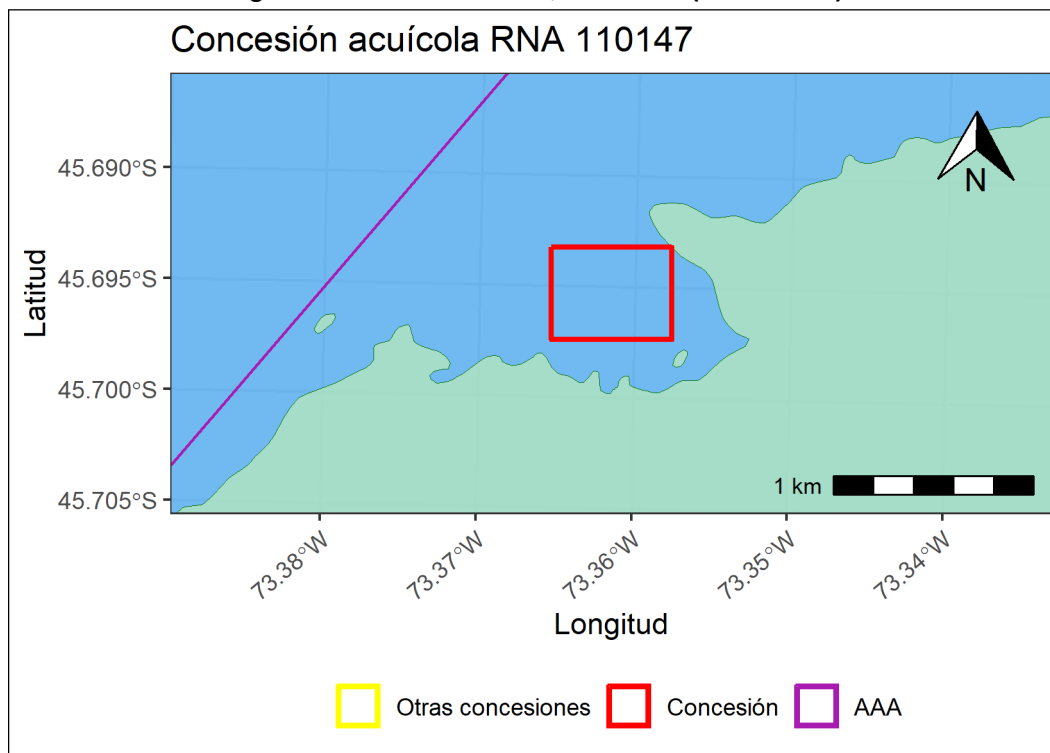 Concesión acuícola RNA 110147
45.690°S
45.695°S
45.700°S
45.705°S
Latitud
N
1 km
73.38°W
73.37°W
73.36°W
73.35°W
73.34°W
Longitud
Otras concesiones
Concesión
AAA